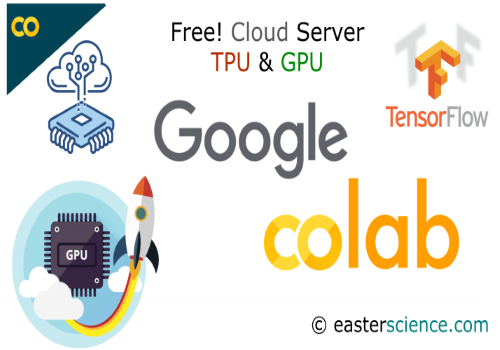 CO
Free! Cloud Server
TPU & GPU
TensorFlow
Google
colab
GPU
© easterscience.com